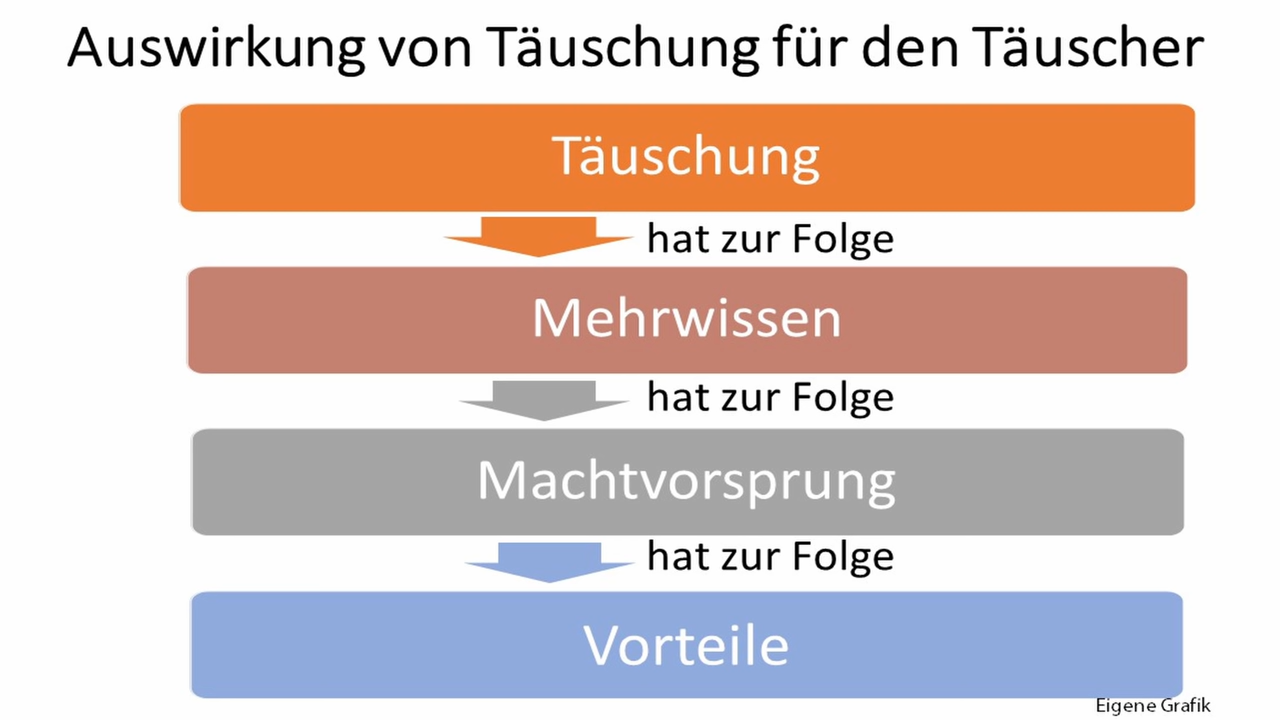 Auswirkung von Täuschung für den Täuscher
Täuschung
hat zur Folge
Mehrwissen
hat zur Folge
Machtvorsprung
hat zur Folge
Vorteile
Eigene Grafik